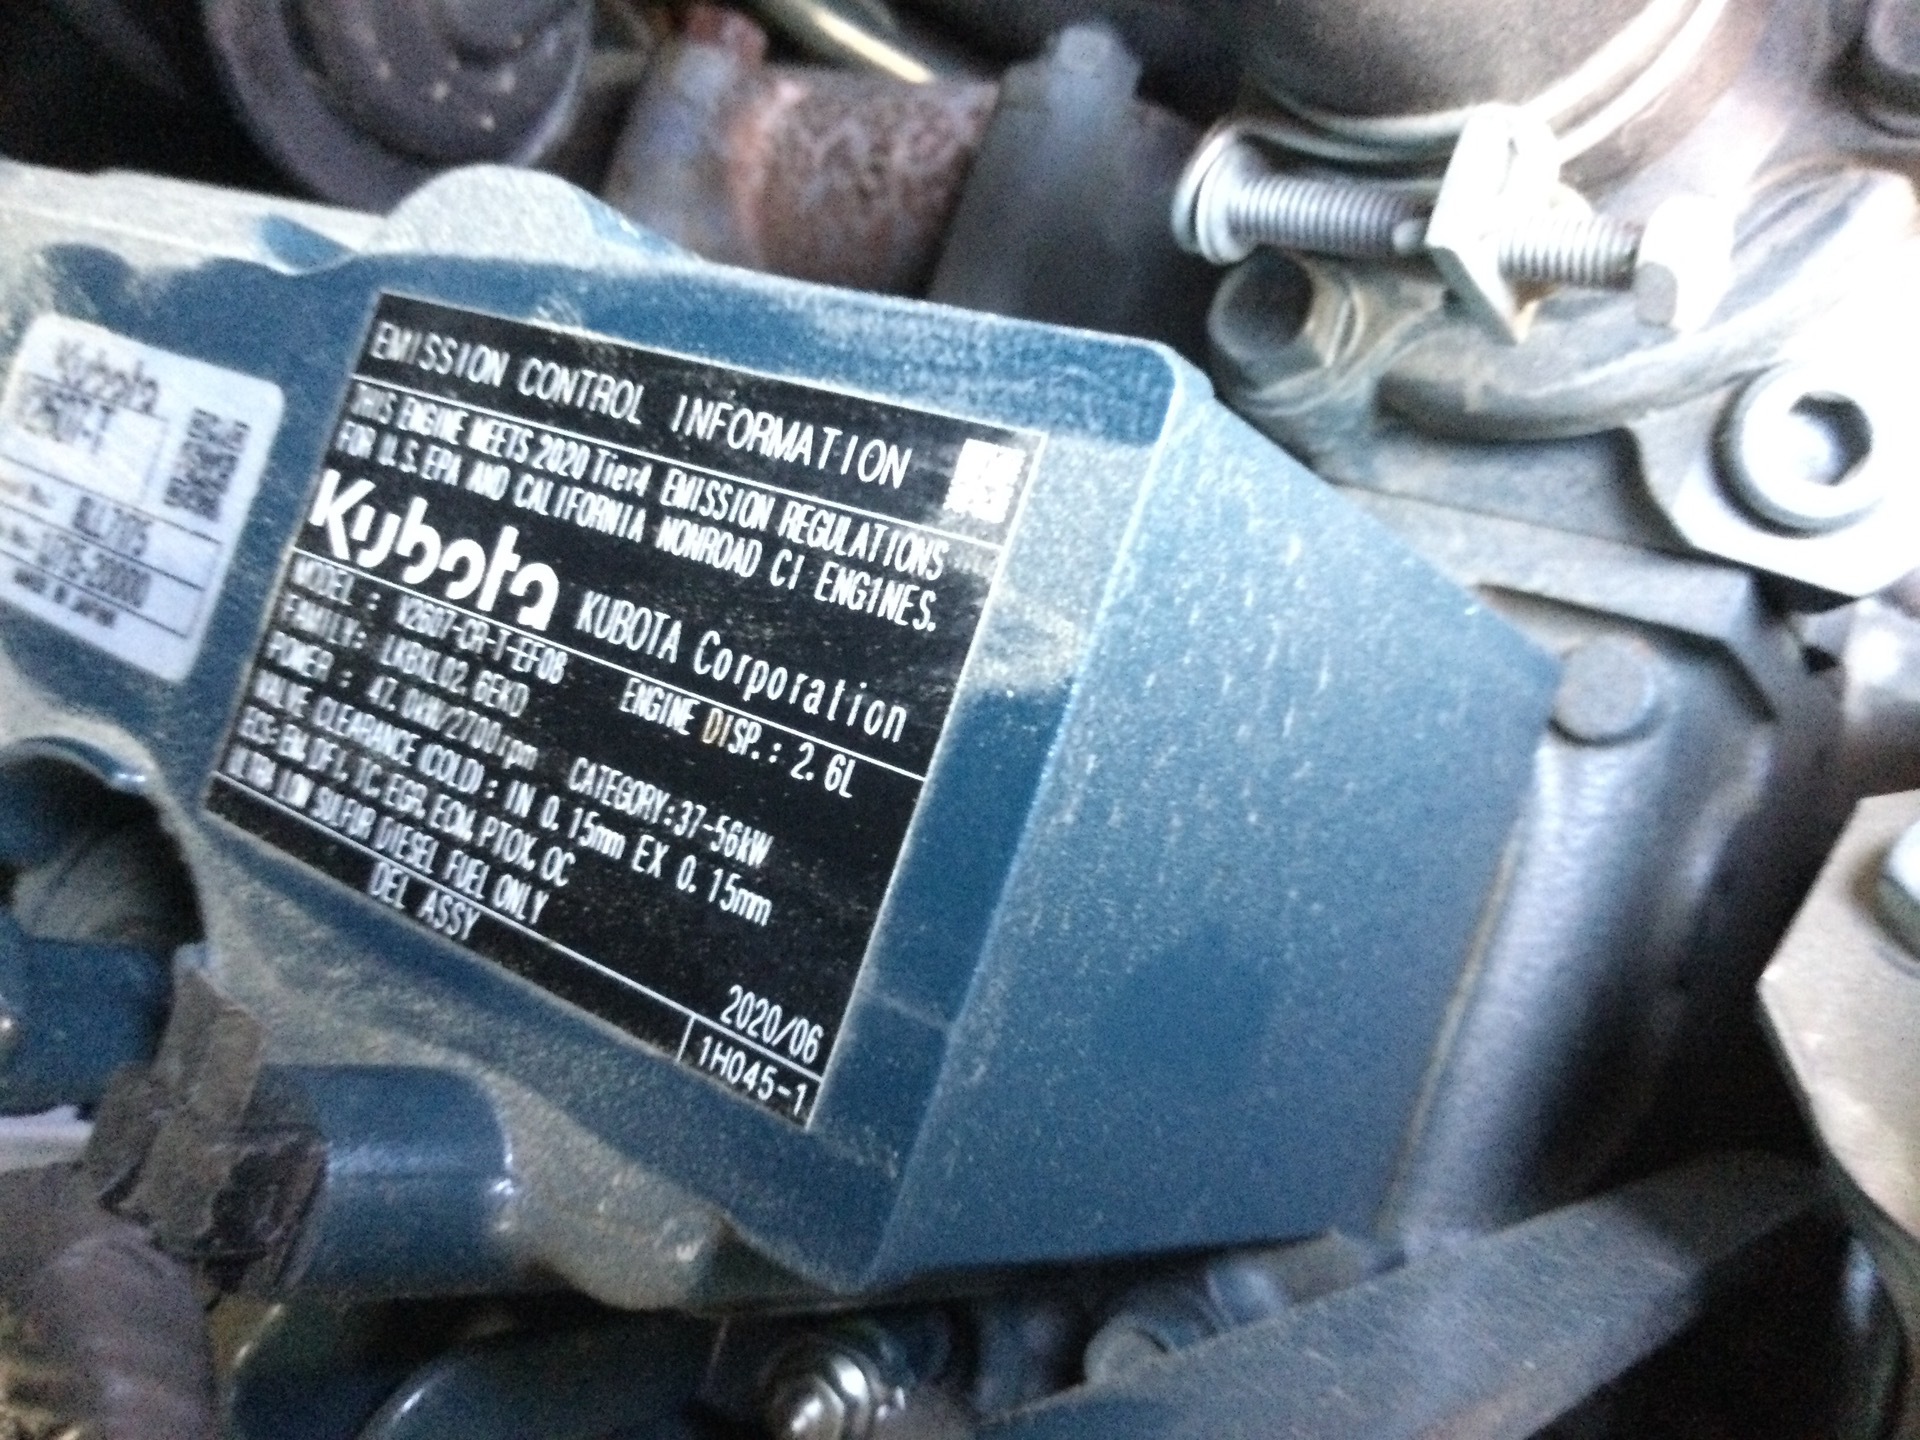 EMISSION CONTROL INFORMATION
THIS ENGINE MEETS 2020 Tier4 EMISSION REGULATIONS
FOR U.S. EPA AND CALIFORNIA NONROAD CI ENGINES.
Kubota KUBOTA Corporation
MODEL : V2607-CR-T-EF08 ENGINE DISP. : 2.6L
FAMILY: LKBXL02.6EKD
POWER : 47.0kW/2700rpm CATEGORY:37-56kW
VALVE CLEARANCE (COLD) : IN 0.15mm EX 0.15mm
ECS: EM, DFI, TC, EGR, ECM, PTOX, OC
ULTRA LOW SULFUR DIESEL FUEL ONLY
DEL ASSY
2020/06
1H045-1
Kubota
MADE IN JAPAN